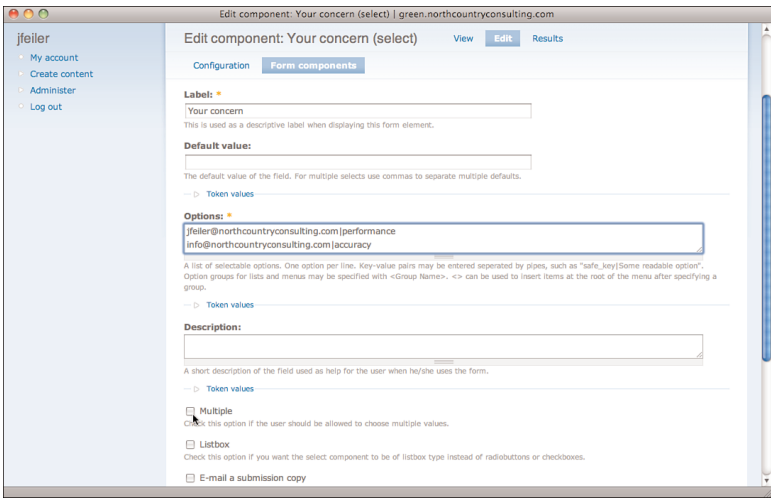 Edit component: Your concern (select) | green.northcountryconsulting.com
jfeiler
My account
Create content
Administer
Log out
Edit component: Your concern (select)
View
Edit
Results
Configuration
Form components
Label: *
Your concern
This is used as a descriptive label when displaying this form element.
Default value:
The default value of the field. For multiple selects use commas to separate multiple defaults.
Token values
Options: *
jfeiler@northcountryconsulting.com|performance
info@northcountryconsulting.com|accuracy
A list of selectable options. One option per line. Key-value pairs may be entered seperated by pipes, such as "safe_key|Some readable option".
Option groups for lists and menus may be specified with <Group Name>. <> can be used to insert items at the root of the menu after specifying a
group.
Token values
Description:
A short description of the field used as help for the user when he/she uses the form.
Token values
Multiple
Check this option if the user should be allowed to choose multiple values.
Listbox
Check this option if you want the select component to be of listbox type instead of radiobuttons or checkboxes.
E-mail a submission copy